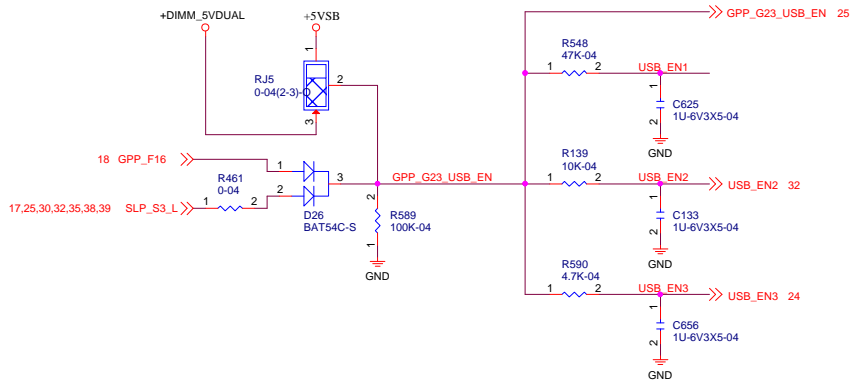 +DIMM_5VDUAL
+5VSB
GPP_G23_USB_EN 25
R548
47K-04
1
2
USB_EN1
1
RJ5
0-04(2-3)-O
2
3
1
2
C625
1U-6V3X5-04
GND
18 GPP_F16
1
R461
0-04
3
GPP_G23_USB_EN
R139
10K-04
1
2
USB_EN2
USB_EN2 32
17,25,30,32,35,38,39 SLP_S3_L
1
2
2
D26
BAT54C-S
2
R589
100K-04
1
GND
1
2
C133
1U-6V3X5-04
GND
R590
4.7K-04
1
2
USB_EN3
USB_EN3 24
1
2
C656
1U-6V3X5-04
GND